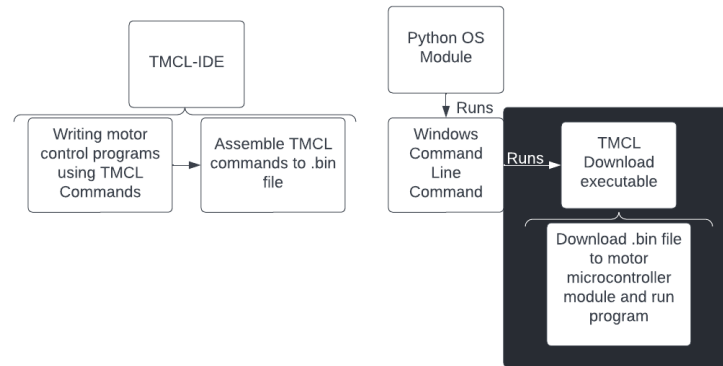 TMCL-IDE
Writing motor
control programs
using TMCL
Commands
Assemble TMCL
commands to .bin
file
Python OS
Module
Runs
Windows
Command
Line
Command
Runs
TMCL
Download
executable
Download .bin file
to motor
microcontroller
module and run
program